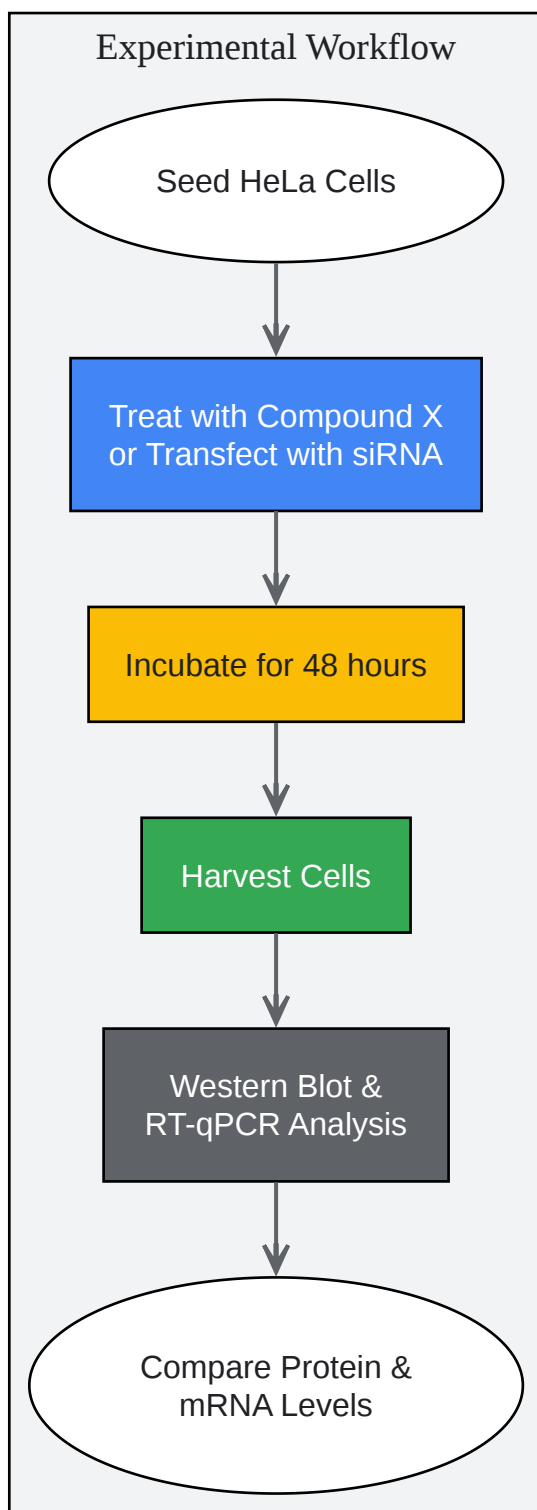 Experimental Workflow
Seed HeLa Cells
Treat with Compound X
or Transfect with siRNA
Incubate for 48 hours
Harvest Cells
Western Blot &
RT-qPCR Analysis
Compare Protein &
mRNA Levels